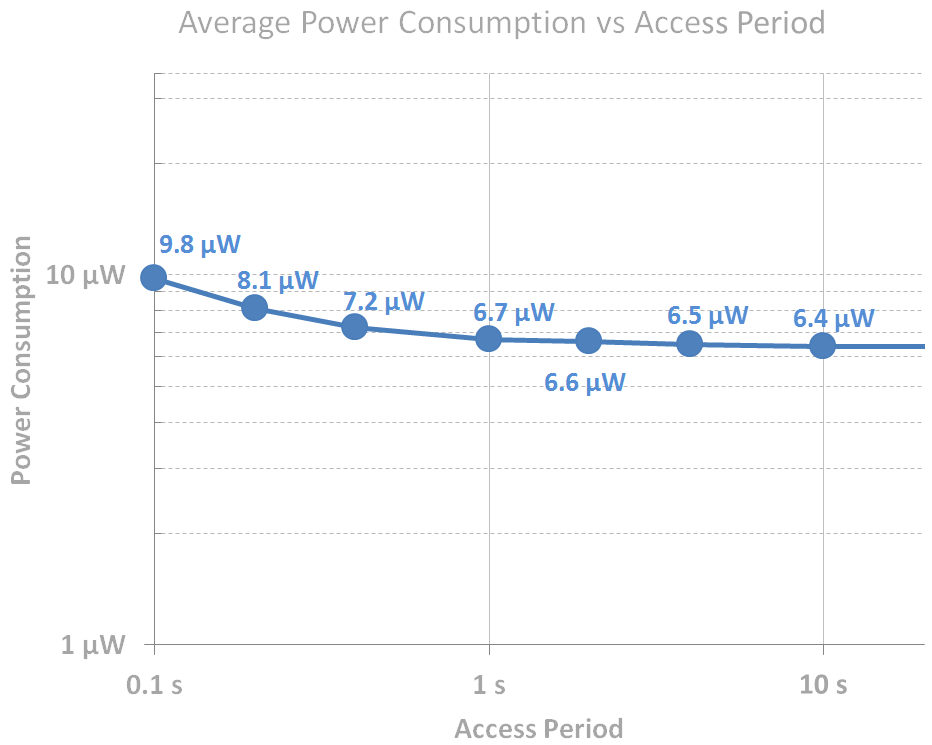 Average Power Consumption vs Access Period
Power Consumption
10 µW
1 µW
9.8 µW
8.1 µW
7.2 µW
6.7 µW
6.6 µW
6.5 µW
6.4 µW
0.1 s
1 s
10 s
Access Period